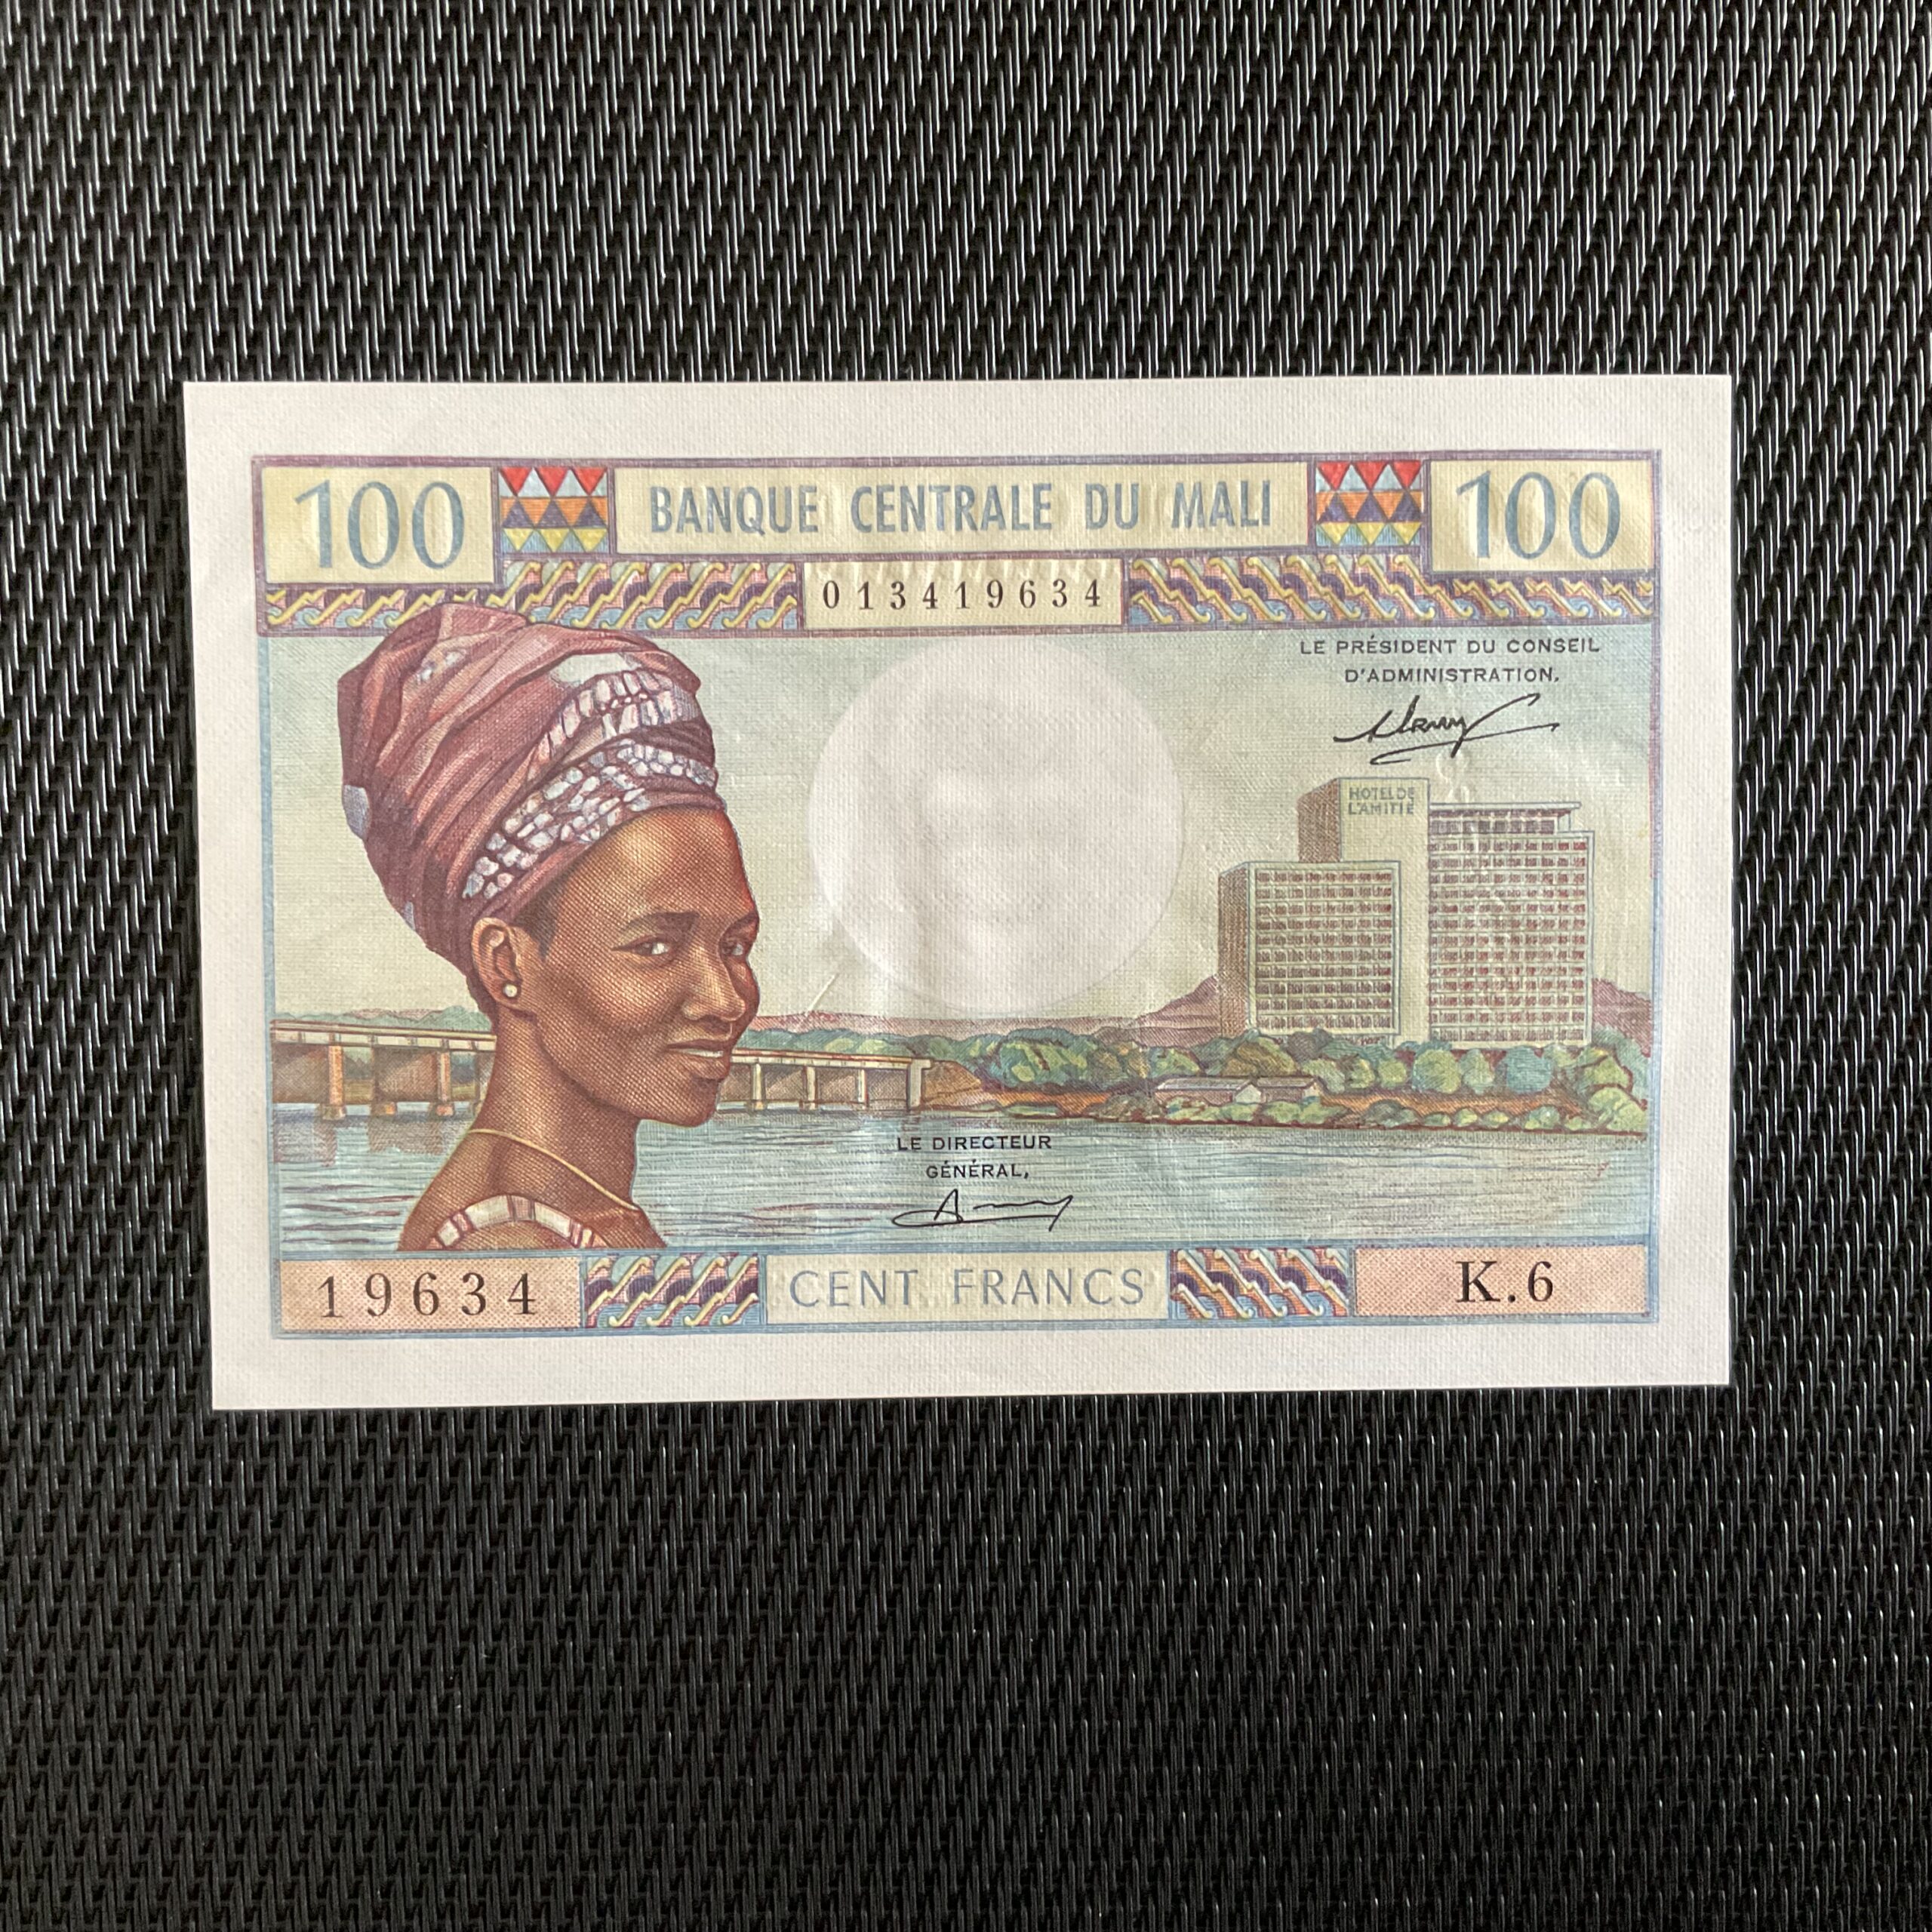 100 BANQUE CENTRALE DU MALI 100
013419634
LE PRÉSIDENT DU CONSEIL
D'ADMINISTRATION,
HOTEL DE
L'AMITIÉ
LE DIRECTEUR
GÉNÉRAL,
19634 CENT FRANCS K.6